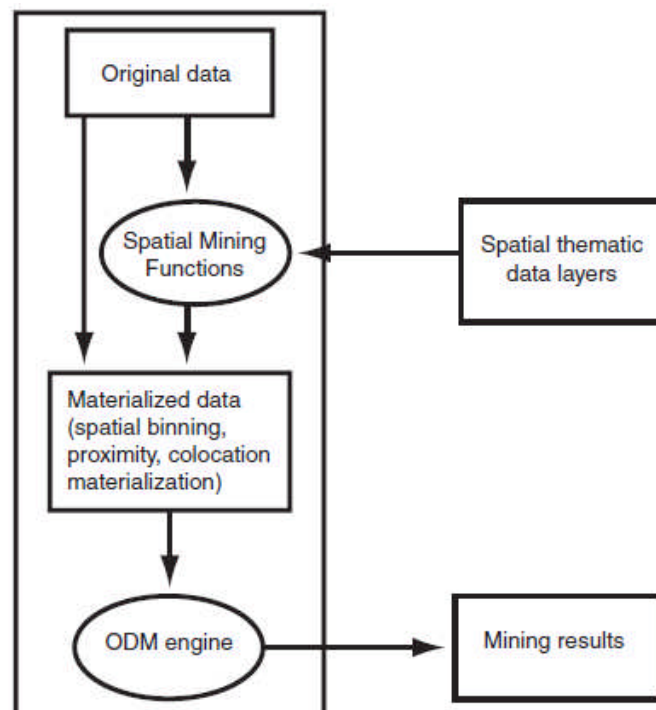 Original data
Spatial Mining
Functions
Spatial thematic
data layers
Materialized data
(spatial binning,
proximity, colocation
materialization)
ODM engine
Mining results